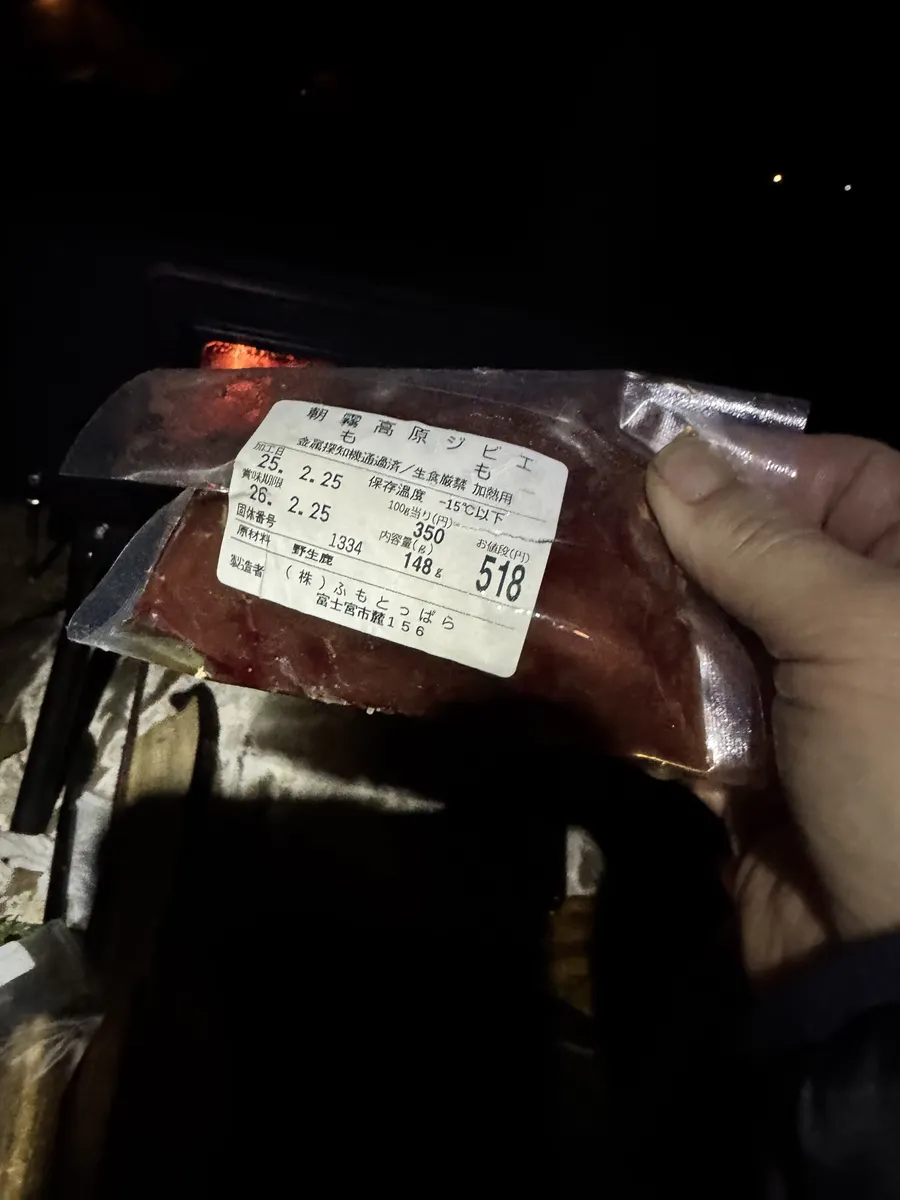 朝霧高原ジビエ
もも
金属探知機通過済／生食厳禁 加熱用
加工日
25. 2.25
保存温度 -15℃以下
賞味期限
26. 2.25
100g当り(円)
350
お値段(円)
518
固体番号
1334
内容量(g)
148g
原材料 野生鹿
製造者 (株)ふもとっぱら
富士宮市麓156